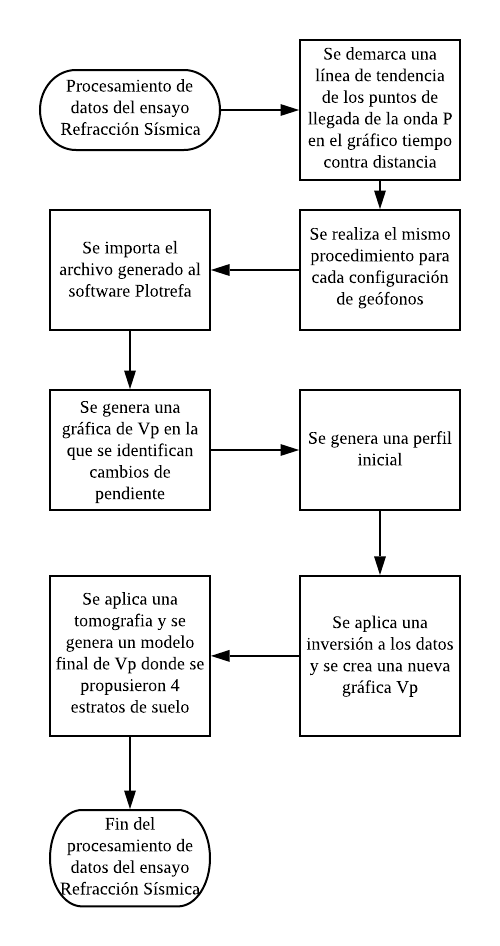 Procesamiento de
datos del ensayo
Refracción Sísmica
Se demarca una
línea de tendencia
de los puntos de
llegada de la onda P
en el gráfico tiempo
contra distancia
Se realiza el mismo
procedimiento para
cada configuración
de geófonos
Se importa el
archivo generado al
software Plotrefa
Se genera una
gráfica de Vp en la
que se identifican
cambios de
pendiente
Se genera una perfil
inicial
Se aplica una
inversión a los datos
y se crea una nueva
gráfica Vp
Se aplica una
tomografia y se
genera un modelo
final de Vp donde se
propusieron 4
estratos de suelo
Fin del
procesamiento de
datos del ensayo
Refracción Sísmica